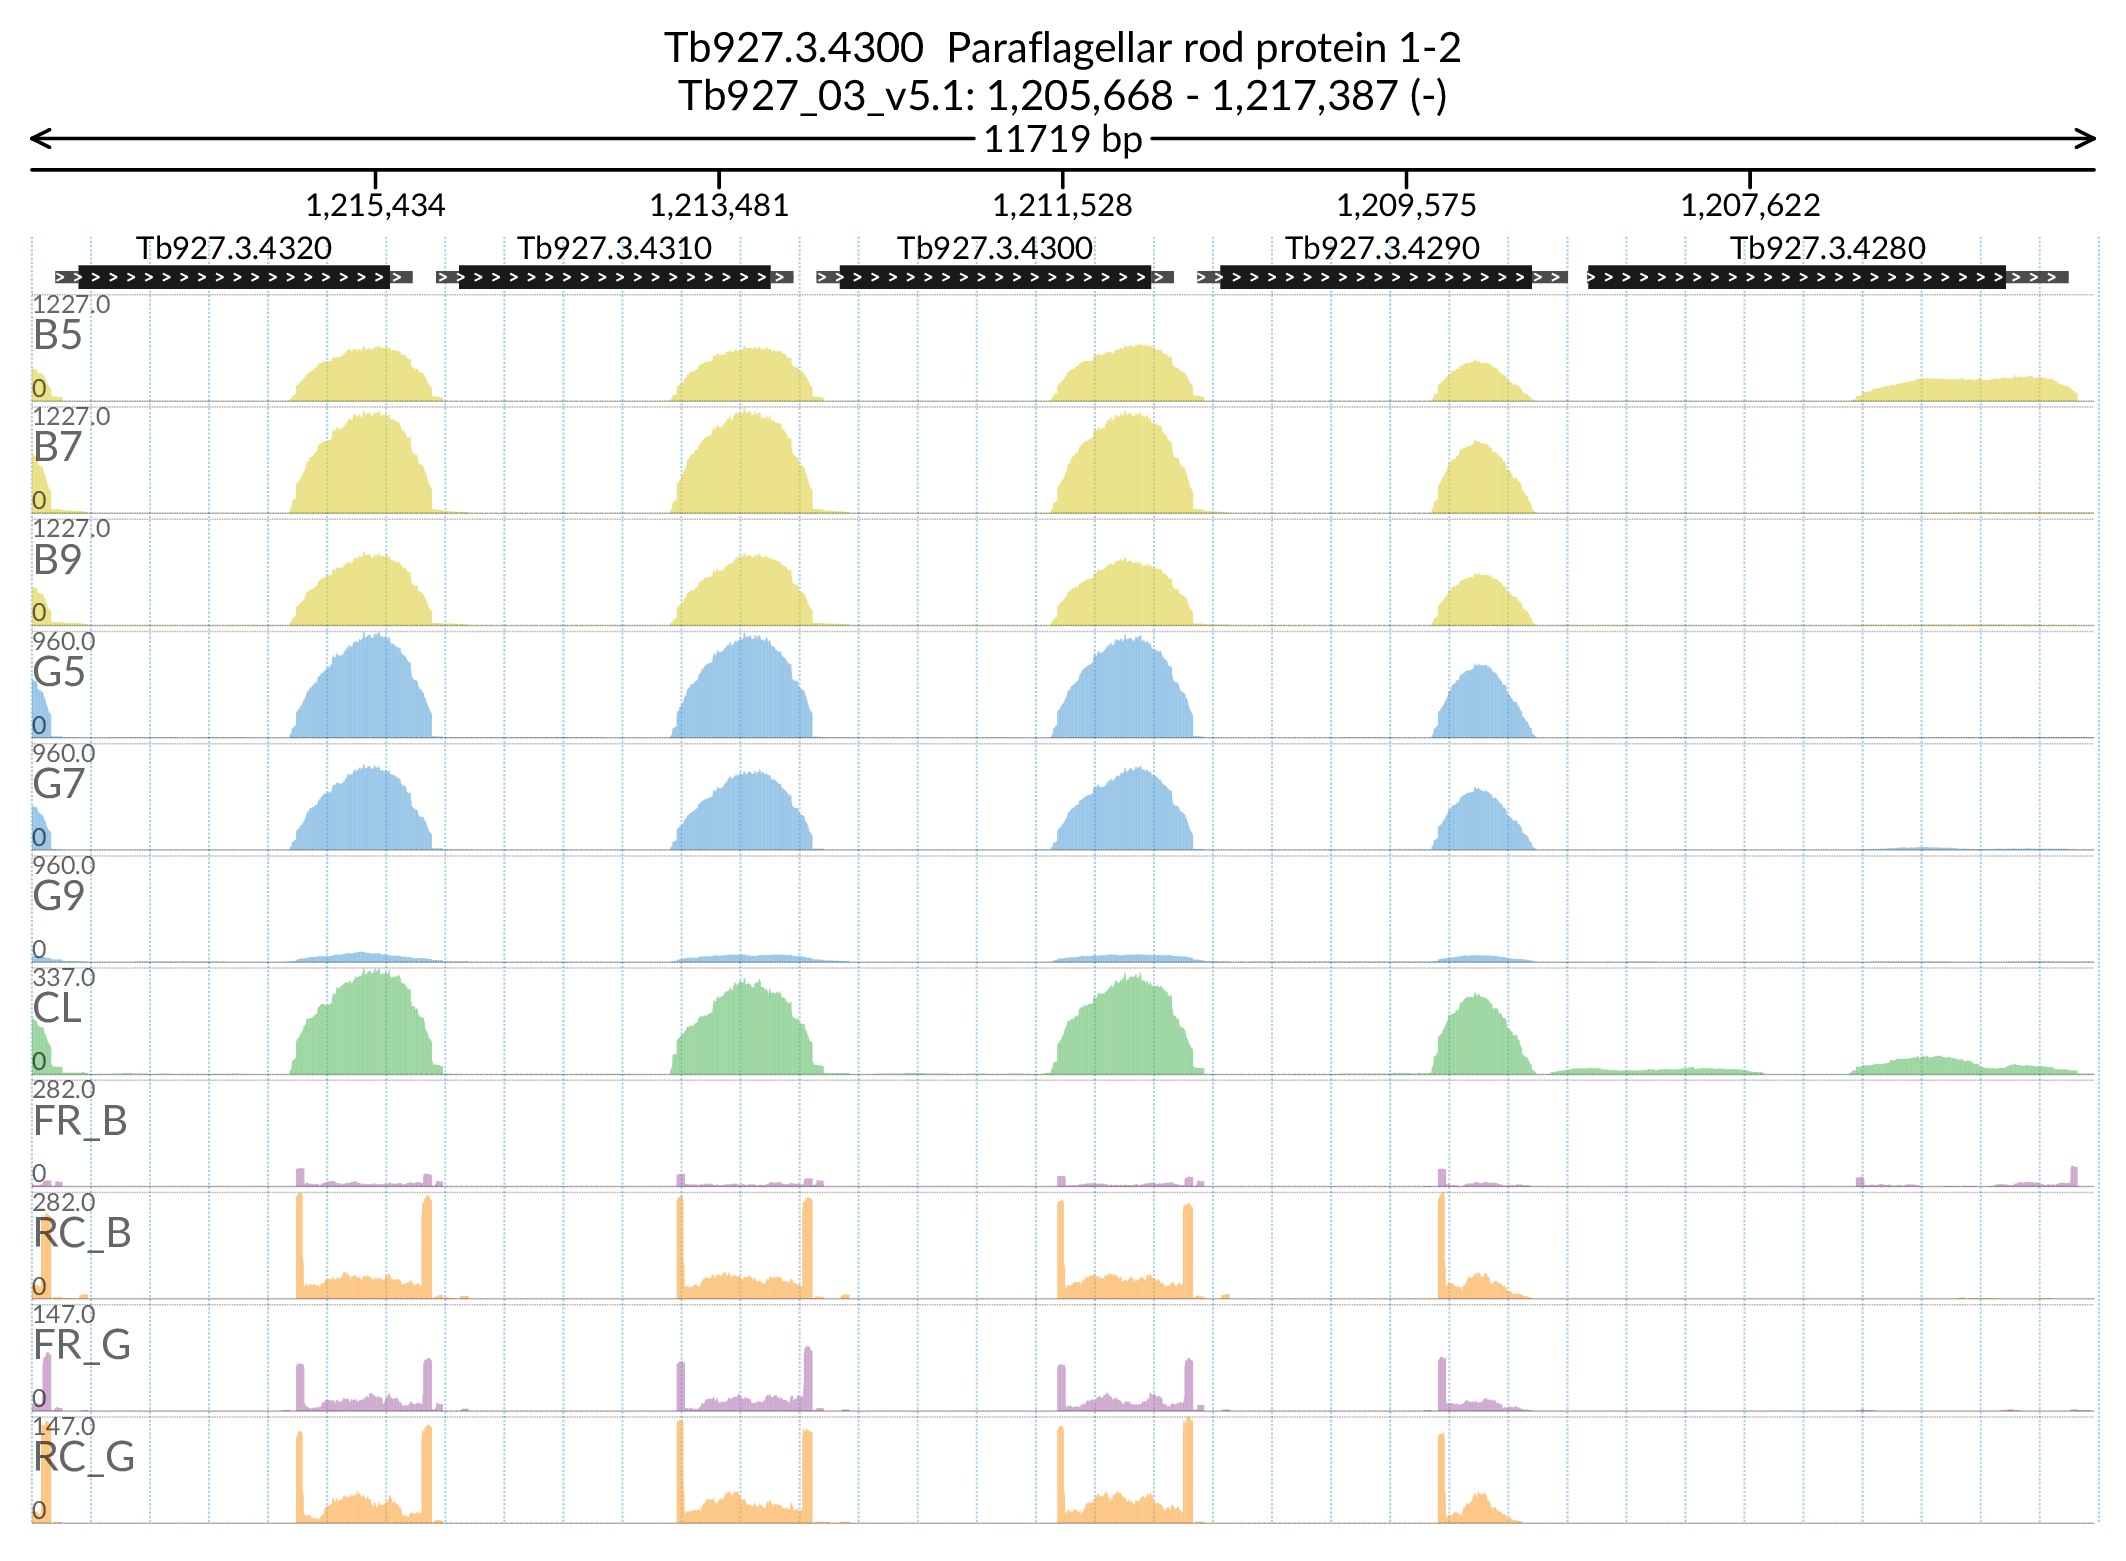 Tb927.3.4300 Paraflagellar rod protein 1-2
Tb927_03_v5.1: 1,205,668 - 1,217,387 (-)
11719 bp
1,215,434 1,213,481 1,211,528 1,209,575 1,207,622
Tb927.3.4320 Tb927.3.4310 Tb927.3.4300 Tb927.3.4290 Tb927.3.4280
1227.0
B5
0
1227.0
B7
0
1227.0
B9
0
960.0
G5
0
960.0
G7
0
960.0
G9
0
337.0
CL
0
282.0
FR_B
0
282.0
RC_B
0
147.0
FR_G
0
147.0
RC_G
0